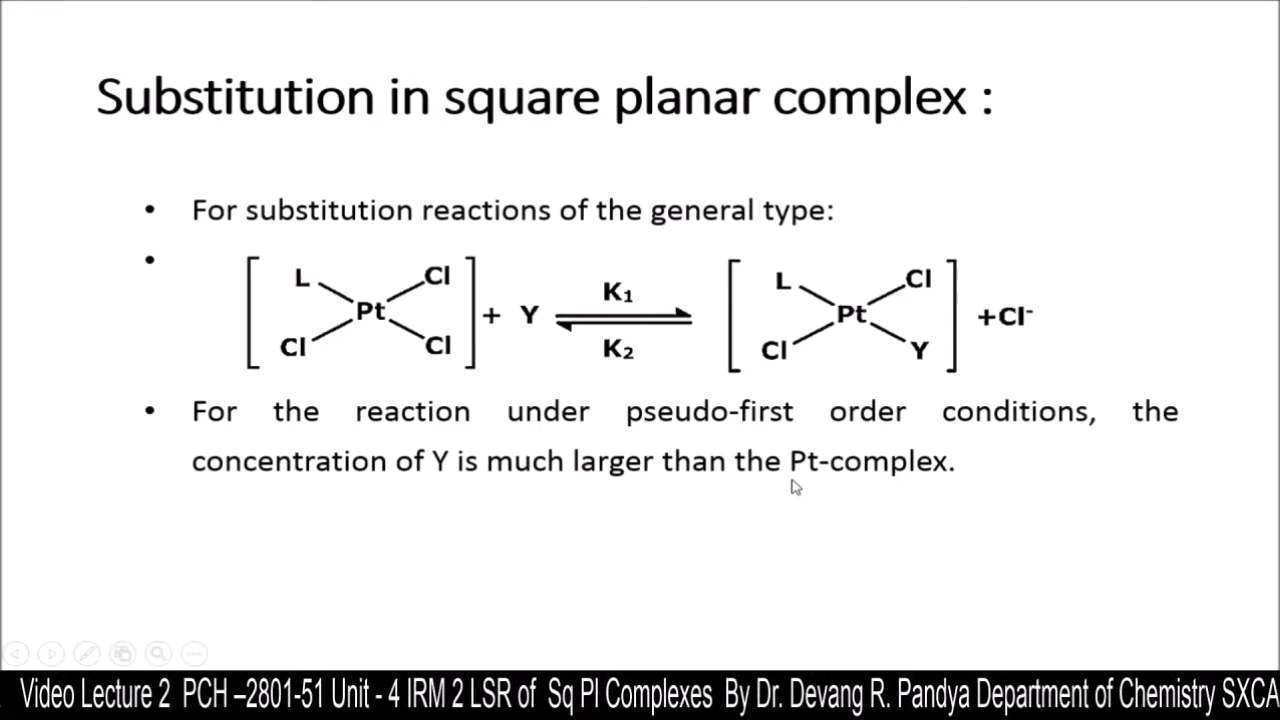 Substitution in square planar complex :
• For substitution reactions of the general type:
•
L Cl Pt Cl Cl + Y K₁ K₂ L Cl Pt Cl Y +Cl⁻
• For the reaction under pseudo-first order conditions, the
concentration of Y is much larger than the Pt-complex.
Video Lecture 2 PCH –2801-51 Unit - 4 IRM 2 LSR of Sq Pl Complexes By Dr. Devang R. Pandya Department of Chemistry SXCA